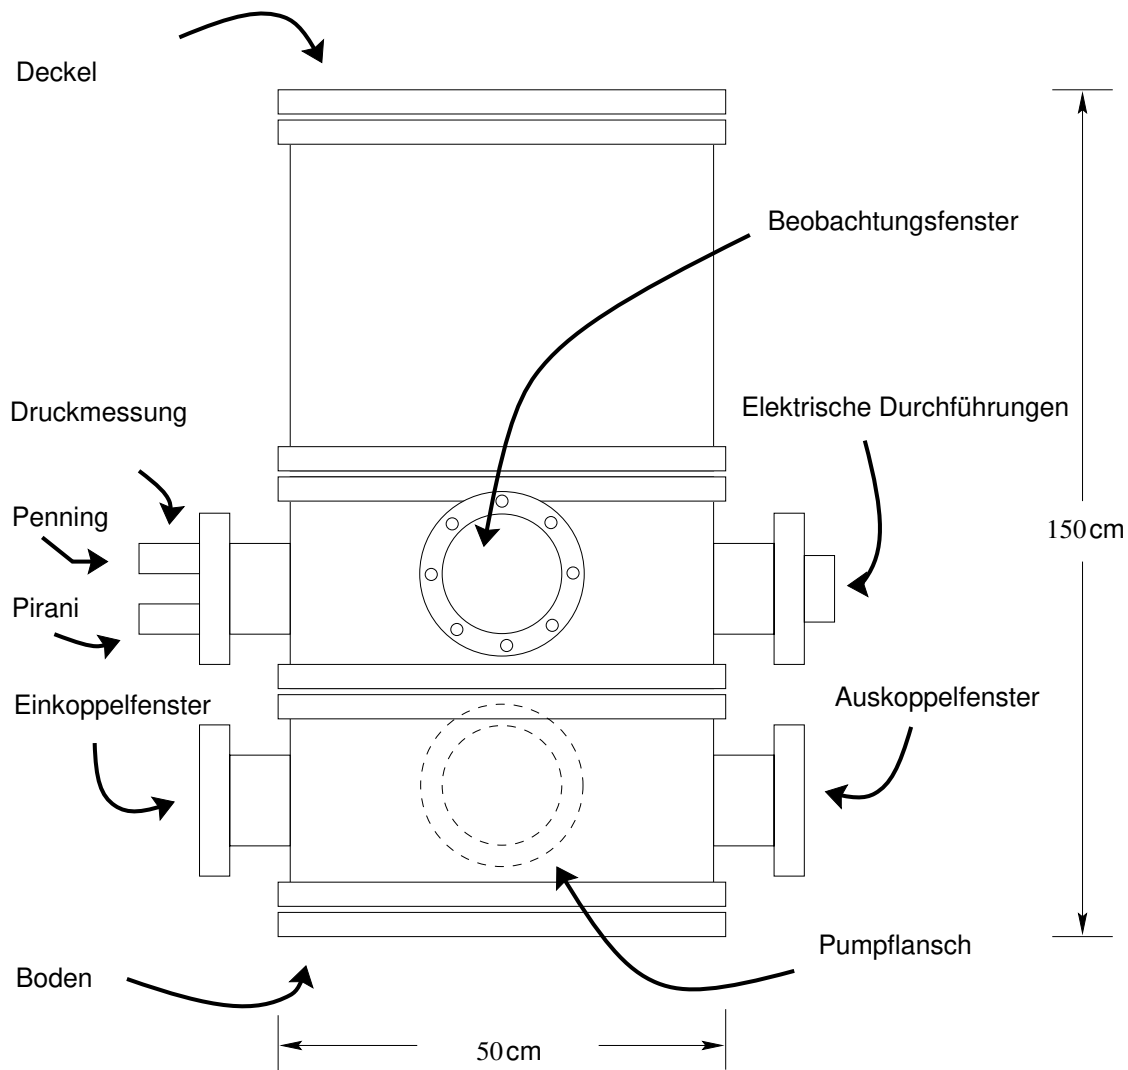 Deckel
Beobachtungsfenster
Druckmessung
Elektrische Durchführungen
Penning
150 cm
Pirani
Einkoppelfenster
Auskoppelfenster
Pumpflansch
Boden
50 cm